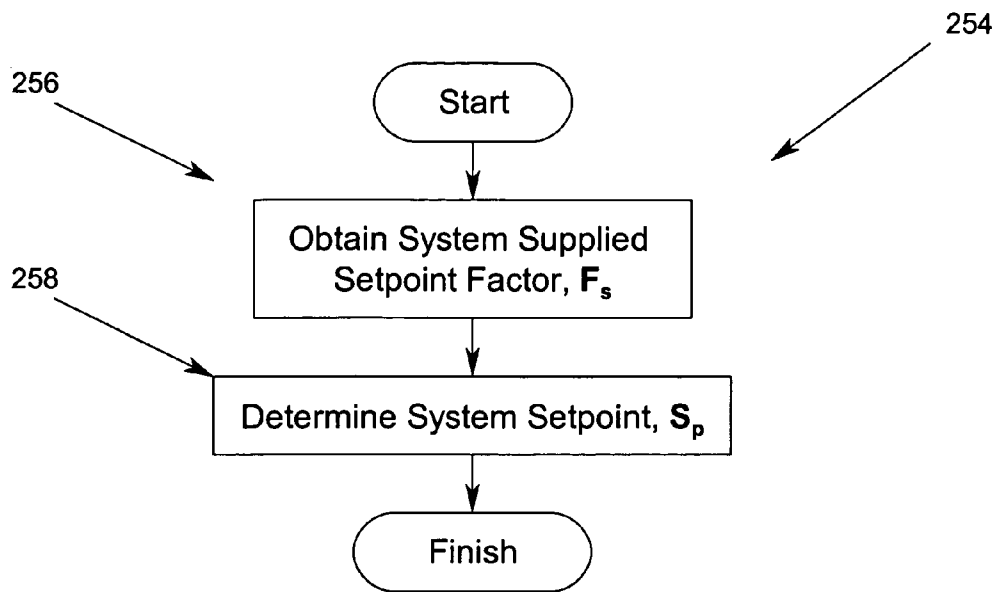 254
256
Start
Obtain System Supplied
Setpoint Factor, Fs
258
Determine System Setpoint, Sp
Finish